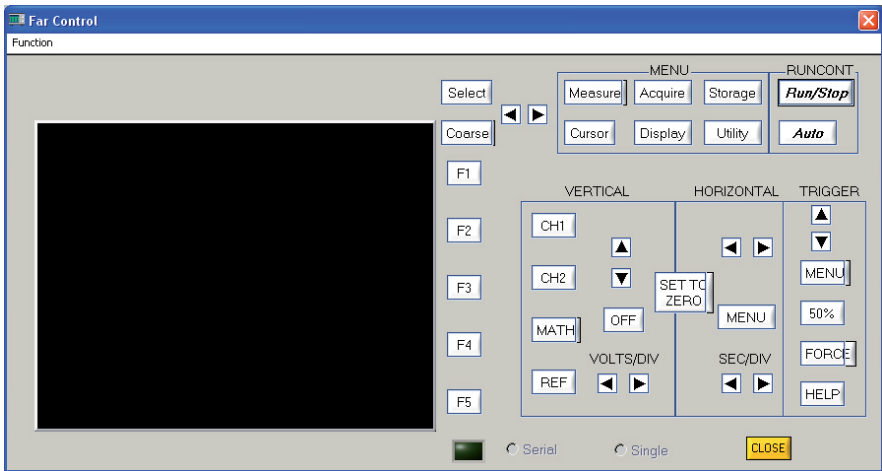 Far Control
Function
MENU
RUNCONT
Select
Measure
Acquire
Storage
Run/Stop
Coarse
Cursor
Display
Utility
Auto
F1
F2
F3
F4
F5
VERTICAL
HORIZONTAL
TRIGGER
CH1
CH2
MATH
REF
OFF
VOLTS/DIV
SET TO
ZERO
MENU
SEC/DIV
MENU
50%
FORCE
HELP
Serial
Single
CLOSE